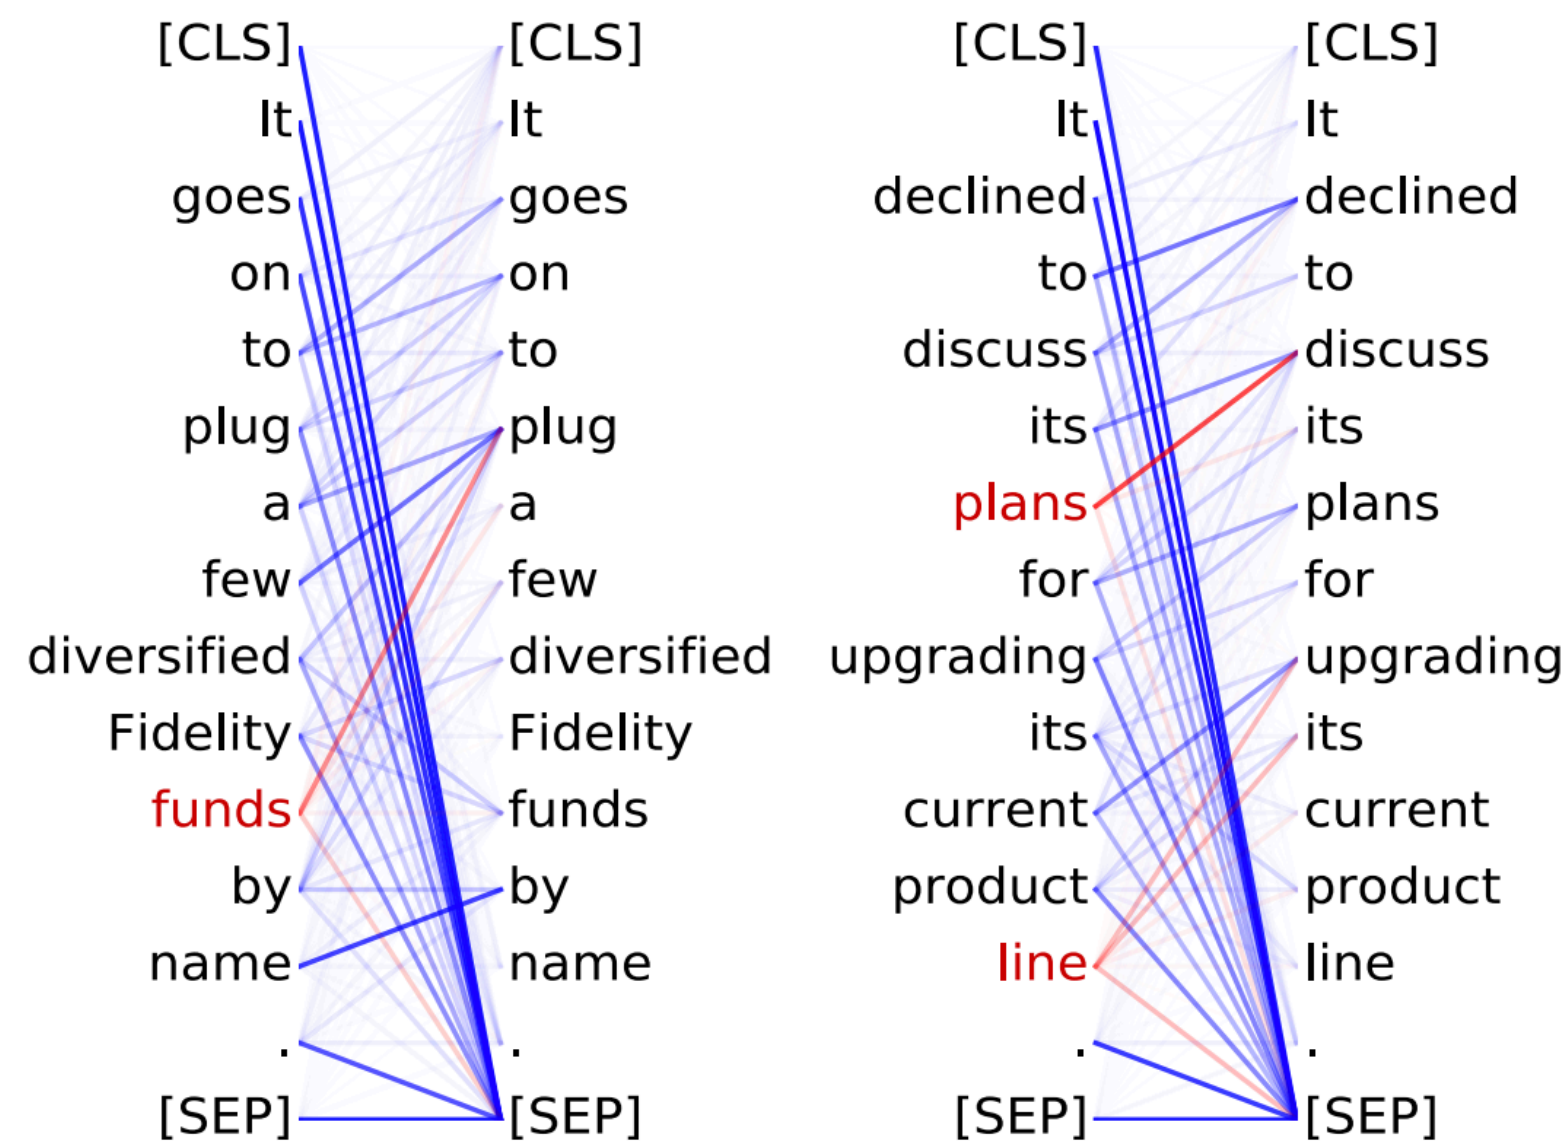 [CLS] [CLS] [CLS] [CLS]
It It It It
goes goes declined declined
on on to to
to to discuss discuss
plug plug its its
a a plans plans
few few for for
diversified diversified upgrading upgrading
Fidelity Fidelity its its
funds funds current current
by by product product
name name line line
. . . .
[SEP] [SEP] [SEP] [SEP]